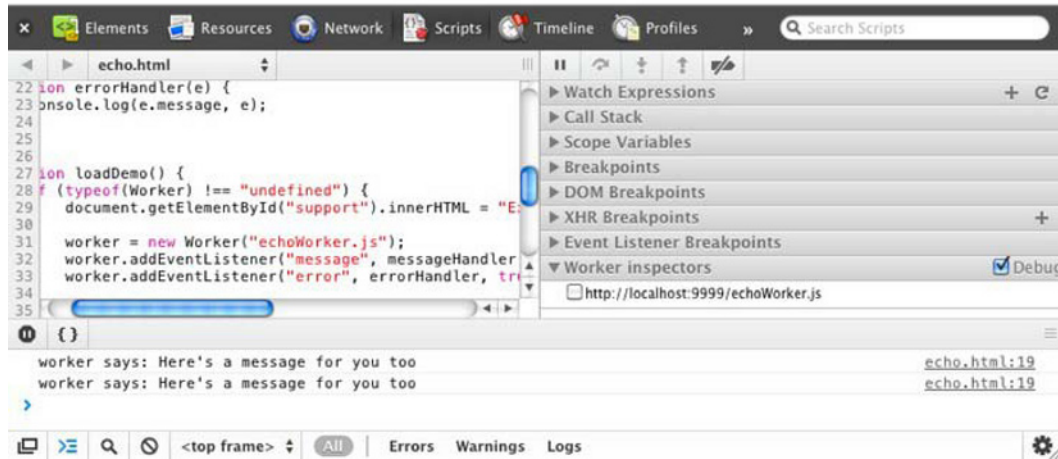 × Elements Resources Network Scripts Timeline Profiles » Search Scripts
echo.html
22 ion errorHandler(e) {
23 onsole.log(e.message, e);
24
25
26
27 ion loadDemo() {
28 f (typeof(Worker) !== "undefined") {
29 document.getElementById("support").innerHTML = "E
30
31 worker = new Worker("echoWorker.js");
32 worker.addEventListener("message", messageHandler
33 worker.addEventListener("error", errorHandler, tr
34
35
Watch Expressions
Call Stack
Scope Variables
Breakpoints
DOM Breakpoints
XHR Breakpoints
Event Listener Breakpoints
Worker inspectors Debug
http://localhost:9999/echoWorker.js
{}
worker says: Here's a message for you too echo.html:19
worker says: Here's a message for you too echo.html:19
>
<top frame> All Errors Warnings Logs